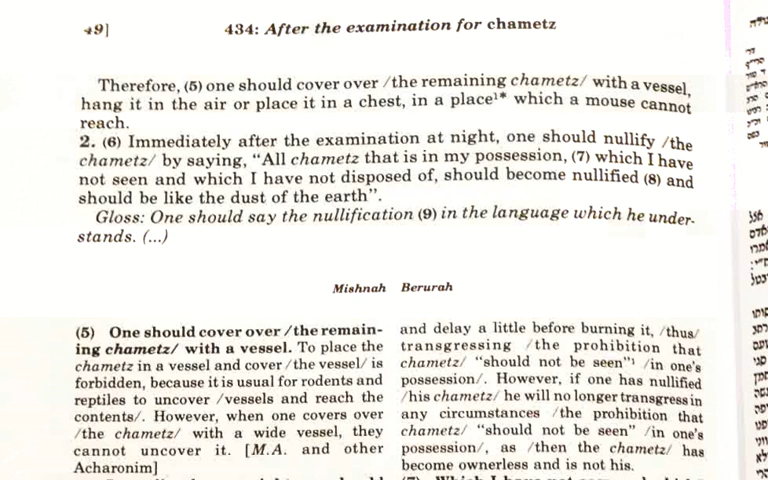 ◂9]
434: After the examination for chametz
Therefore, (5) one should cover over /the remaining chametz/ with a vessel,
hang it in the air or place it in a chest, in a place¹* which a mouse cannot
reach.
2. (6) Immediately after the examination at night, one should nullify /the
chametz/ by saying, “All chametz that is in my possession, (7) which I have
not seen and which I have not disposed of, should become nullified (8) and
should be like the dust of the earth”.
Gloss: One should say the nullification (9) in the language which he under-
stands. (...)
Mishnah Berurah
(5) One should cover over /the remain-
ing chametz/ with a vessel. To place the
chametz in a vessel and cover /the vessel/ is
forbidden, because it is usual for rodents and
reptiles to uncover /vessels and reach the
contents/. However, when one covers over
/the chametz/ with a wide vessel, they
cannot uncover it. [M.A. and other
Acharonim]
and delay a little before burning it, /thus/
transgressing /the prohibition that
chametz/ “should not be seen”¹ /in one's
possession/. However, if one has nullified
/his chametz/ he will no longer transgress in
any circumstances /the prohibition that
chametz/ “should not be seen” /in one's
possession/, as /then the chametz/ has
become ownerless and is not his.